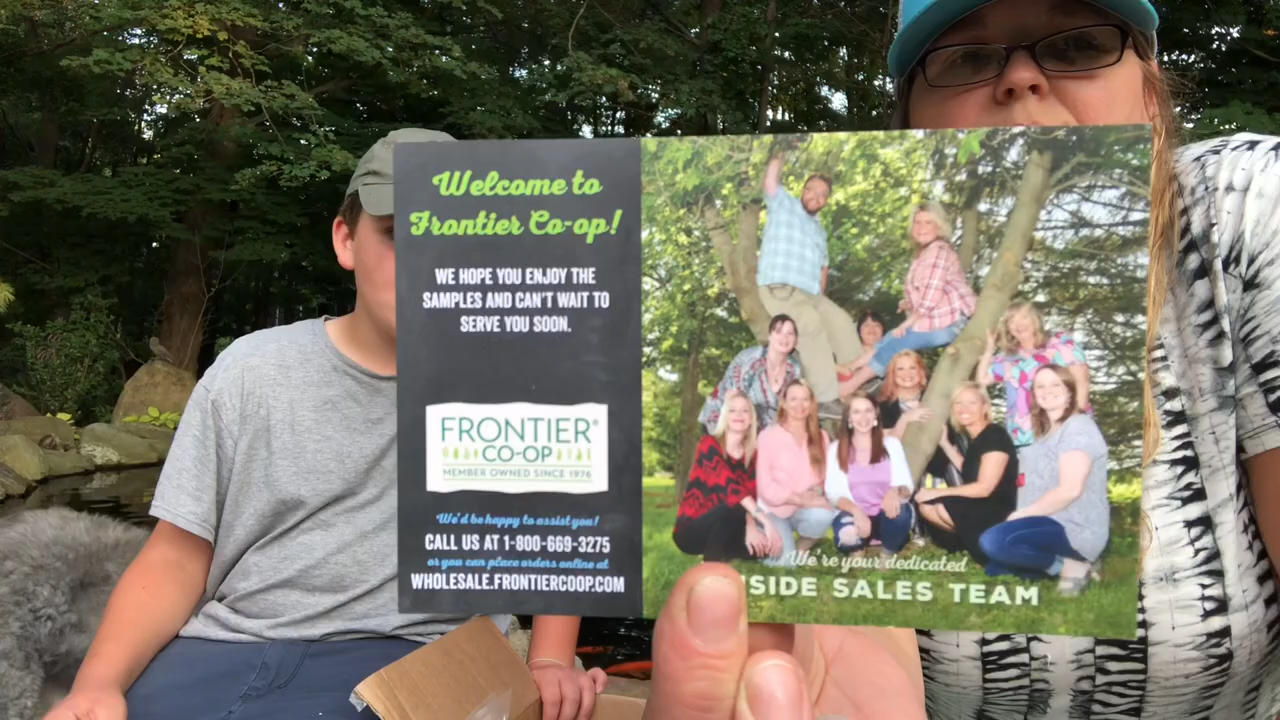 Welcome to
Frontier Co-op!
WE HOPE YOU ENJOY THE
SAMPLES AND CAN'T WAIT TO
SERVE YOU SOON.
FRONTIER®
CO-OP
MEMBER OWNED SINCE 1976
We'd be happy to assist you!
CALL US AT 1-800-669-3275
or you can place orders online at
WHOLESALE.FRONTIERCOOP.COM
We're your dedicated
SIDE SALES TEAM